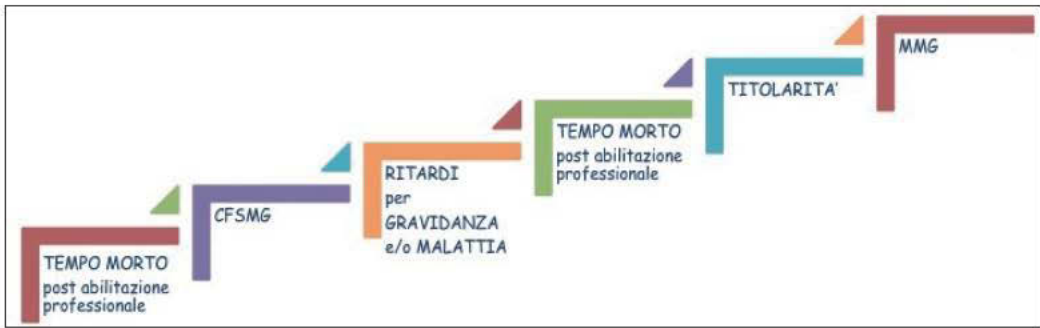 TEMPO MORTO
post abilitazione
professionale
CFSMG
RITARDI
per
GRAVIDANZA
e/o MALATTIA
TEMPO MORTO
post abilitazione
professionale
TITOLARITA'
MMG